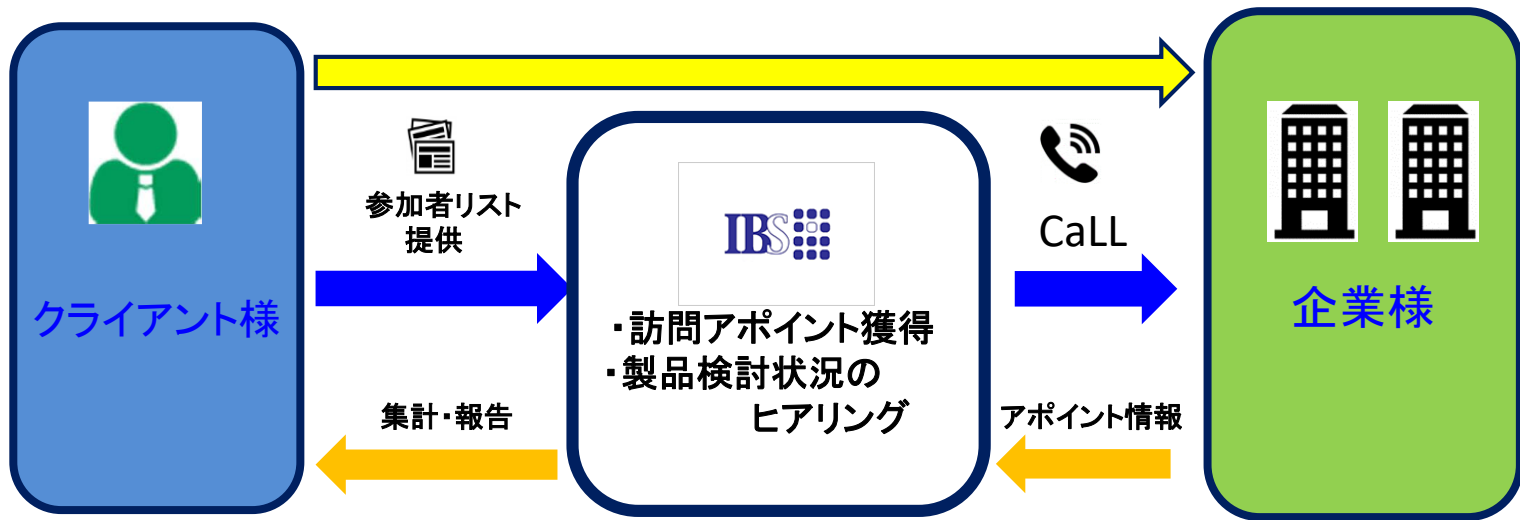 クライアント様
参加者リスト
提供
IBS
・訪問アポイント獲得
・製品検討状況の
ヒアリング
CaLL
企業様
集計・報告
アポイント情報